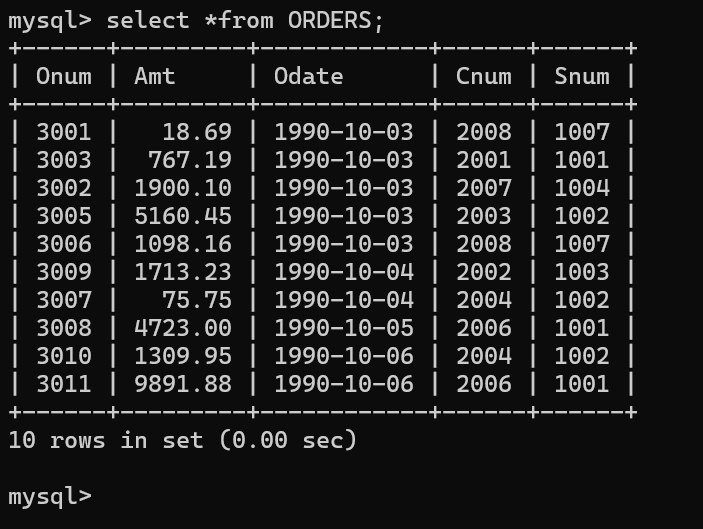 mysql> select *from ORDERS;
+------+---------+------------+------+------+
| Onum | Amt     | Odate      | Cnum | Snum |
+------+---------+------------+------+------+
| 3001 |   18.69 | 1990-10-03 | 2008 | 1007 |
| 3003 |  767.19 | 1990-10-03 | 2001 | 1001 |
| 3002 | 1900.10 | 1990-10-03 | 2007 | 1004 |
| 3005 | 5160.45 | 1990-10-03 | 2003 | 1002 |
| 3006 | 1098.16 | 1990-10-03 | 2008 | 1007 |
| 3009 | 1713.23 | 1990-10-04 | 2002 | 1003 |
| 3007 |   75.75 | 1990-10-04 | 2004 | 1002 |
| 3008 | 4723.00 | 1990-10-05 | 2006 | 1001 |
| 3010 | 1309.95 | 1990-10-06 | 2004 | 1002 |
| 3011 | 9891.88 | 1990-10-06 | 2006 | 1001 |
+------+---------+------------+------+------+
10 rows in set (0.00 sec)
mysql>